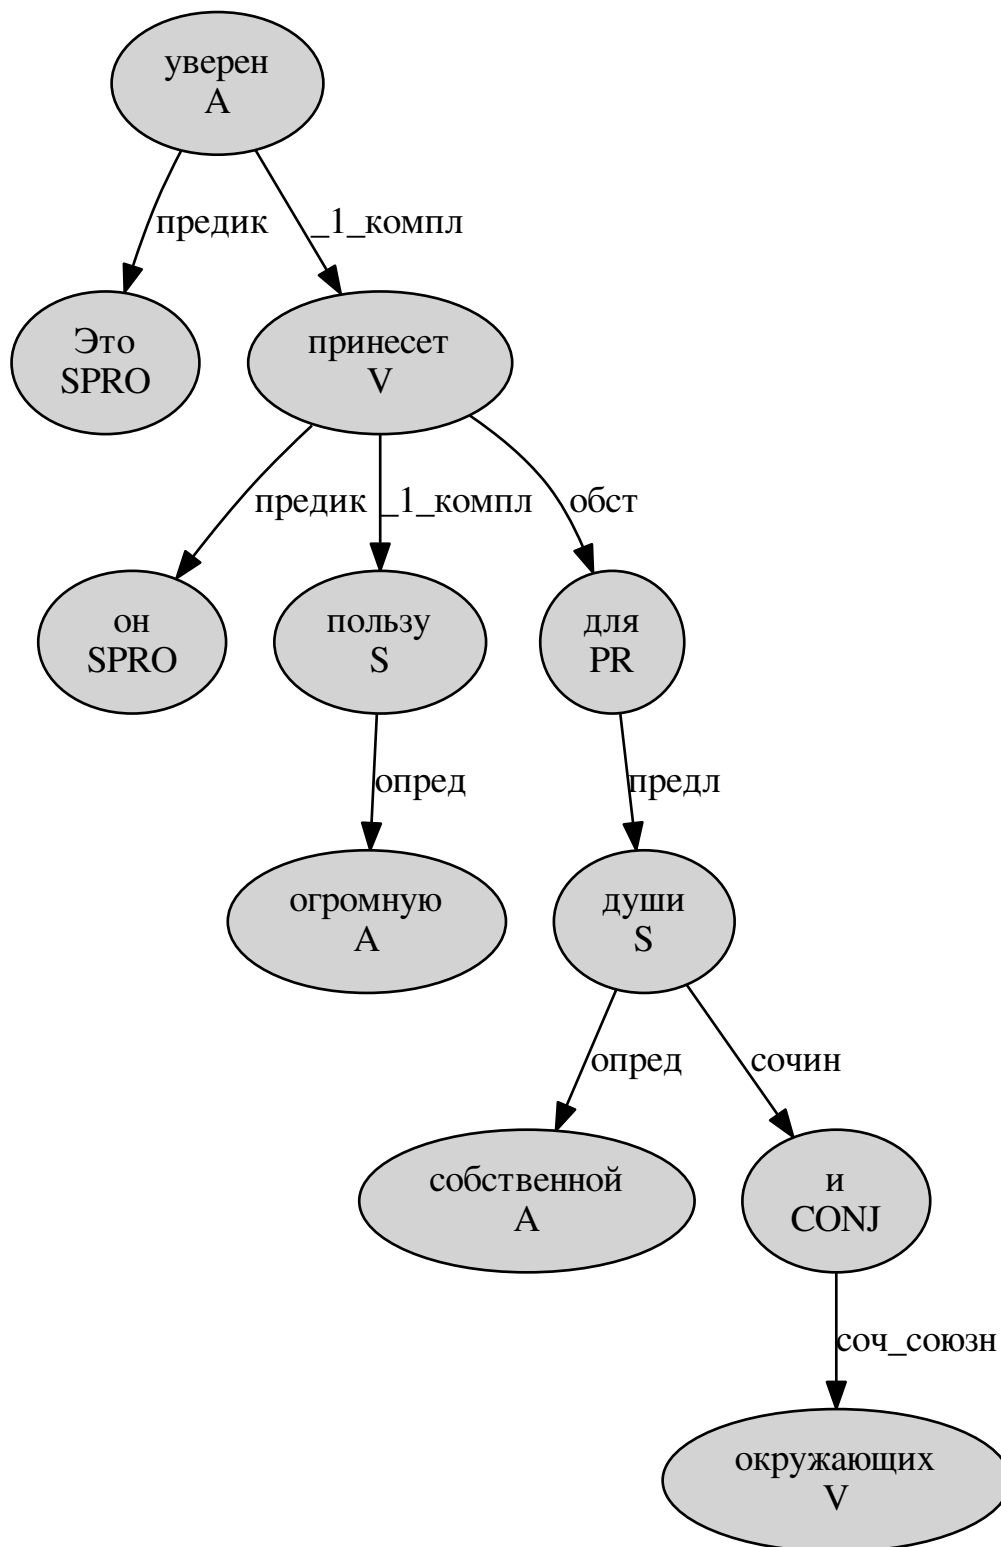 уверен
A
предик
_1_компл
Это
SPRO
принесет
V
предик
_1_компл
обст
он
SPRO
пользу
S
для
PR
опред
предл
огромную
A
души
S
опред
сочин
собственной
A
и
CONJ
соч_союзн
окружающих
V